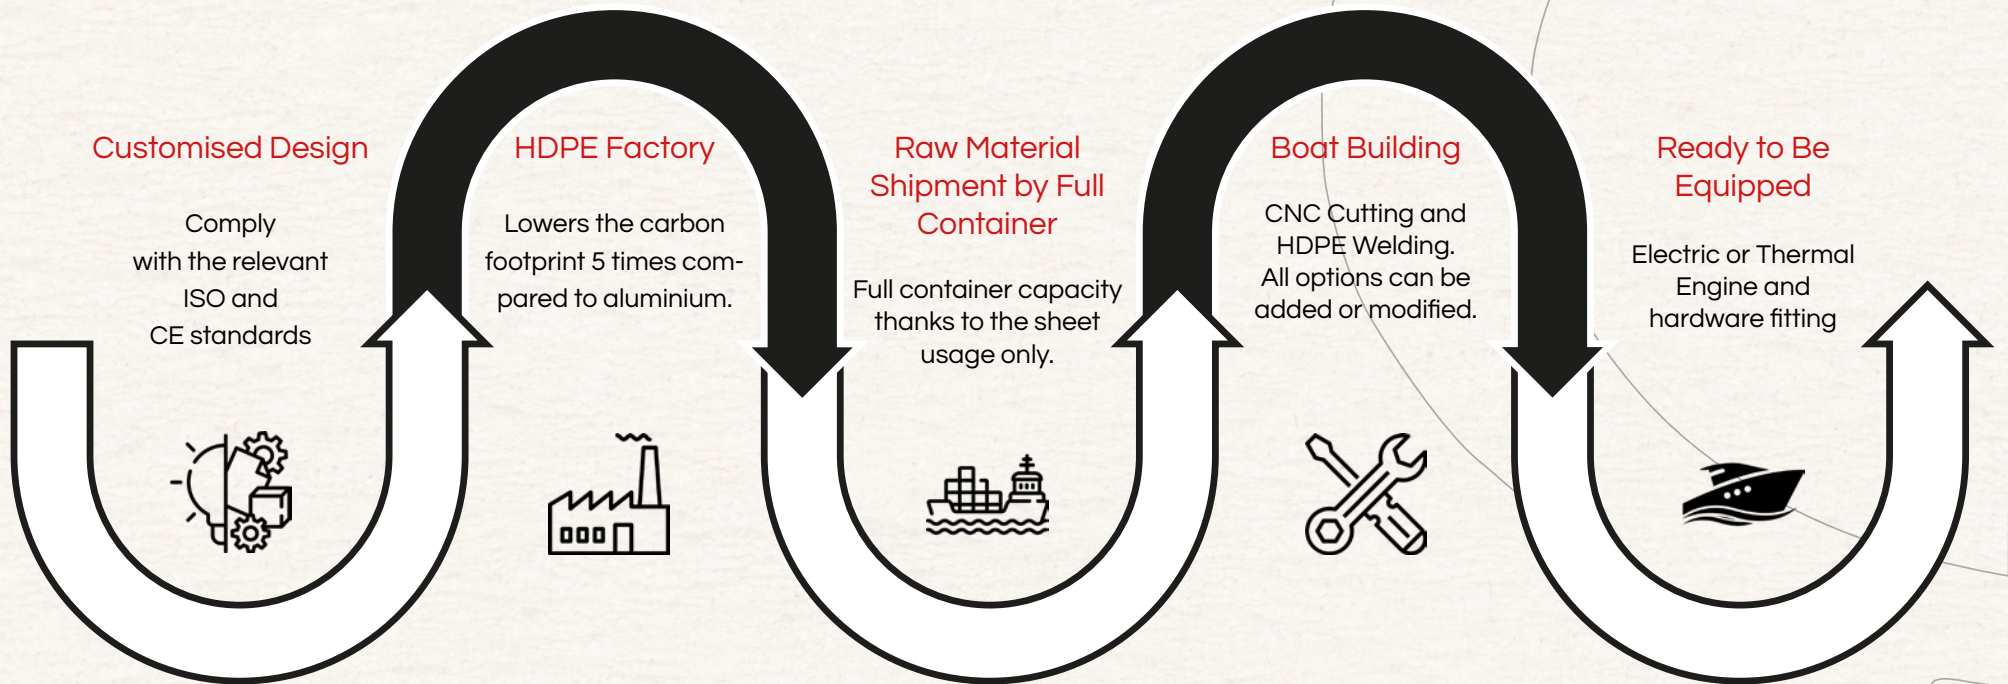 Customised Design
Comply
with the relevant
ISO and
CE standards
HDPE Factory
Lowers the carbon
footprint 5 times com-
pared to aluminium.
Raw Material
Shipment by Full
Container
Full container capacity
thanks to the sheet
usage only.
Boat Building
CNC Cutting and
HDPE Welding.
All options can be
added or modified.
Ready to Be
Equipped
Electric or Thermal
Engine and
hardware fitting